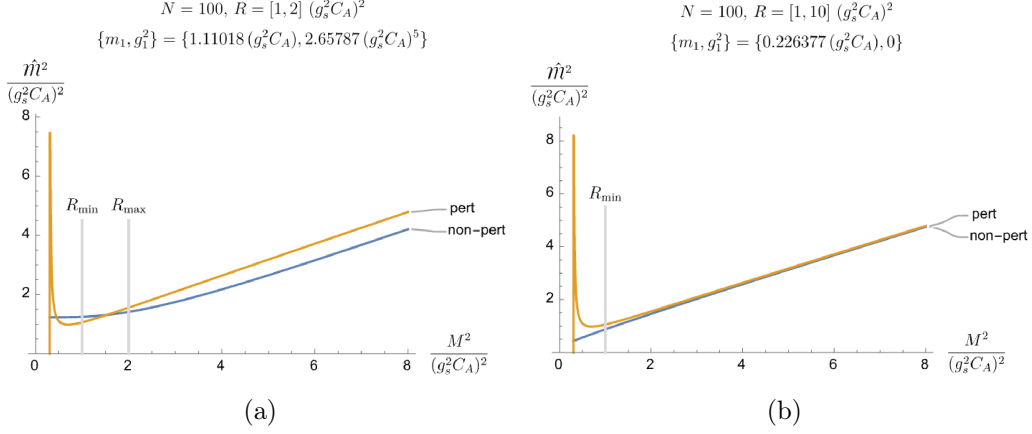 N = 100, R = [1, 2] (g_s^2 C_A)^2
{m_1, g_1^2} = {1.11018 (g_s^2 C_A), 2.65787 (g_s^2 C_A)^5}
m̂^2 / (g_s^2 C_A)^2
8
6
4
2
R_min R_max
pert
non-pert
0 2 4 6 8
M^2 / (g_s^2 C_A)^2
(a)
N = 100, R = [1, 10] (g_s^2 C_A)^2
{m_1, g_1^2} = {0.226377 (g_s^2 C_A), 0}
m̂^2 / (g_s^2 C_A)^2
8
6
4
2
R_min
pert
non-pert
0 2 4 6 8
M^2 / (g_s^2 C_A)^2
(b)